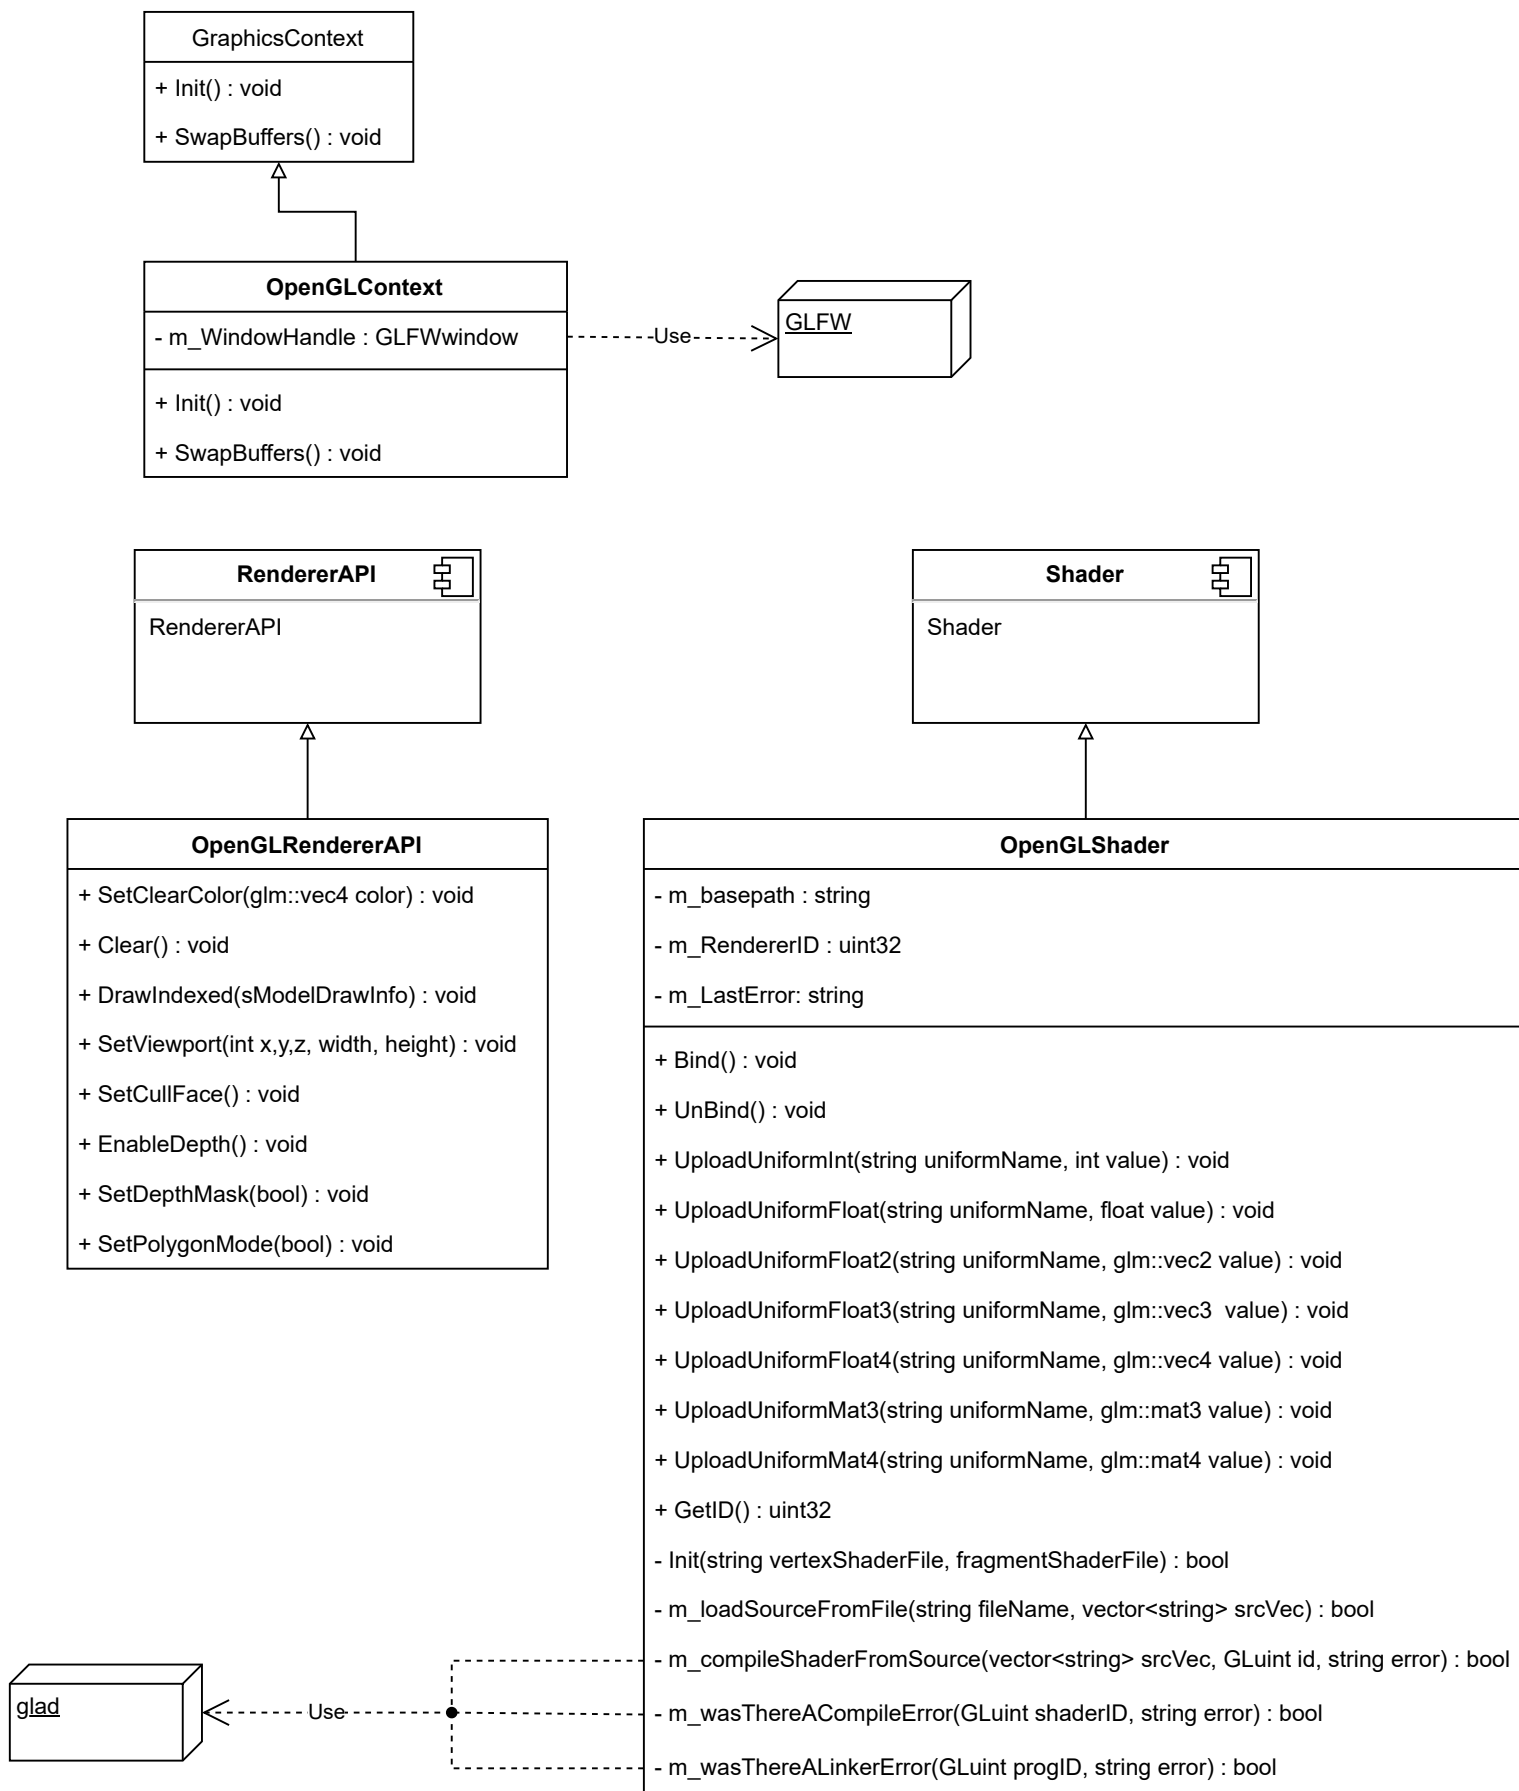 GraphicsContext
+ Init() : void
+ SwapBuffers() : void
OpenGLContext
- m_WindowHandle : GLFWwindow
+ Init() : void
+ SwapBuffers() : void
Use
GLFW
RendererAPI
RendererAPI
Shader
Shader
OpenGLRendererAPI
+ SetClearColor(glm::vec4 color) : void
+ Clear() : void
+ DrawIndexed(sModelDrawInfo) : void
+ SetViewport(int x,y,z, width, height) : void
+ SetCullFace() : void
+ EnableDepth() : void
+ SetDepthMask(bool) : void
+ SetPolygonMode(bool) : void
OpenGLShader
- m_basepath : string
- m_RendererID : uint32
- m_LastError: string
+ Bind() : void
+ UnBind() : void
+ UploadUniformInt(string uniformName, int value) : void
+ UploadUniformFloat(string uniformName, float value) : void
+ UploadUniformFloat2(string uniformName, glm::vec2 value) : void
+ UploadUniformFloat3(string uniformName, glm::vec3  value) : void
+ UploadUniformFloat4(string uniformName, glm::vec4 value) : void
+ UploadUniformMat3(string uniformName, glm::mat3 value) : void
+ UploadUniformMat4(string uniformName, glm::mat4 value) : void
+ GetID() : uint32
- Init(string vertexShaderFile, fragmentShaderFile) : bool
- m_loadSourceFromFile(string fileName, vector<string> srcVec) : bool
- m_compileShaderFromSource(vector<string> srcVec, GLuint id, string error) : bool
- m_wasThereACompileError(GLuint shaderID, string error) : bool
- m_wasThereALinkerError(GLuint progID, string error) : bool
glad
Use